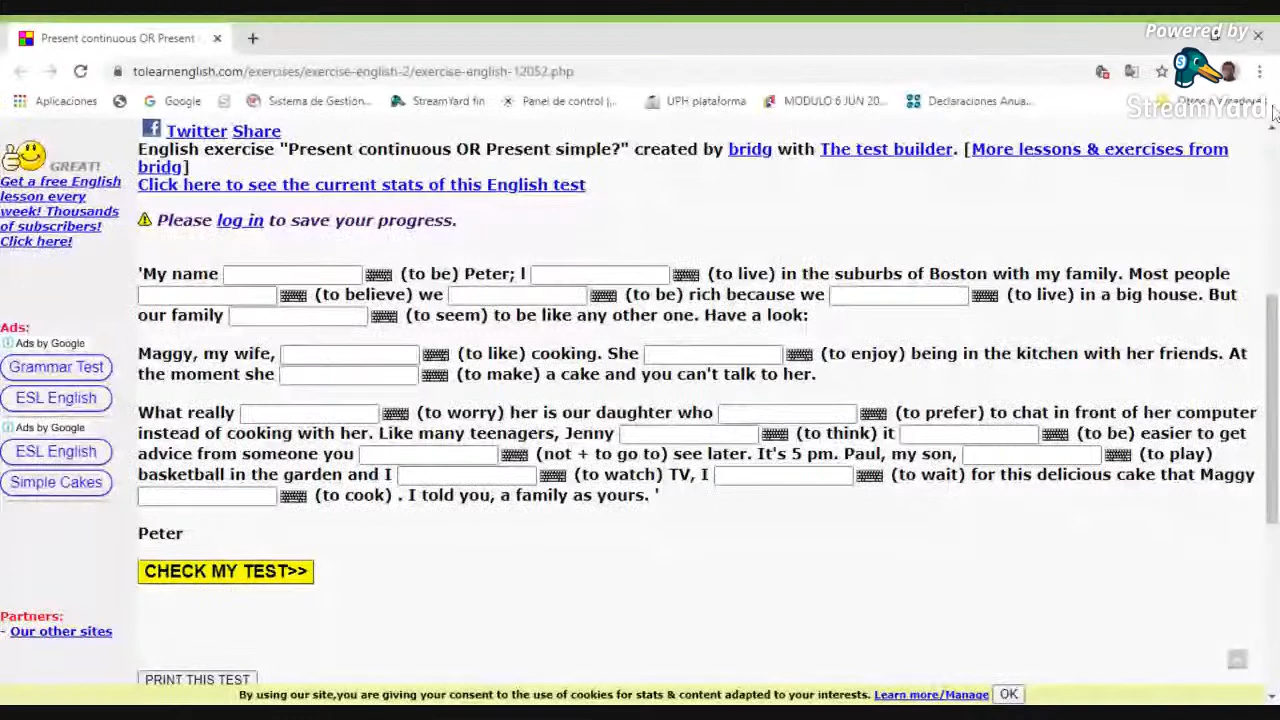 Powered by
Present continuous OR Present
tolearnenglish.com/exercises/exercise-english-2/exercise-english-12052.php
Aplicaciones Google Sistema de Gestion... StreamYard fin Panel de control |... UPH plataforma MODULO 6 JUN 20... Declaraciones Anua...
StreamYard
Twitter Share
English exercise "Present continuous OR Present simple?" created by bridg with The test builder. [More lessons & exercises from
bridg]
Click here to see the current stats of this English test
GREAT!
Get a free English
lesson every
week! Thousands
of subscribers!
Click here!
Please log in to save your progress.
'My name (to be) Peter; I (to live) in the suburbs of Boston with my family. Most people
(to believe) we (to be) rich because we (to live) in a big house. But
our family (to seem) to be like any other one. Have a look:
Maggy, my wife, (to like) cooking. She (to enjoy) being in the kitchen with her friends. At
the moment she (to make) a cake and you can't talk to her.
What really (to worry) her is our daughter who (to prefer) to chat in front of her computer
instead of cooking with her. Like many teenagers, Jenny (to think) it (to be) easier to get
advice from someone you (not + to go to) see later. It's 5 pm. Paul, my son, (to play)
basketball in the garden and I (to watch) TV, I (to wait) for this delicious cake that Maggy
(to cook) . I told you, a family as yours. '
Peter
CHECK MY TEST>>
Ads:
Ads by Google
Grammar Test
ESL English
Ads by Google
ESL English
Simple Cakes
Partners:
- Our other sites
PRINT THIS TEST
By using our site,you are giving your consent to the use of cookies for stats & content adapted to your interests. Learn more/Manage OK